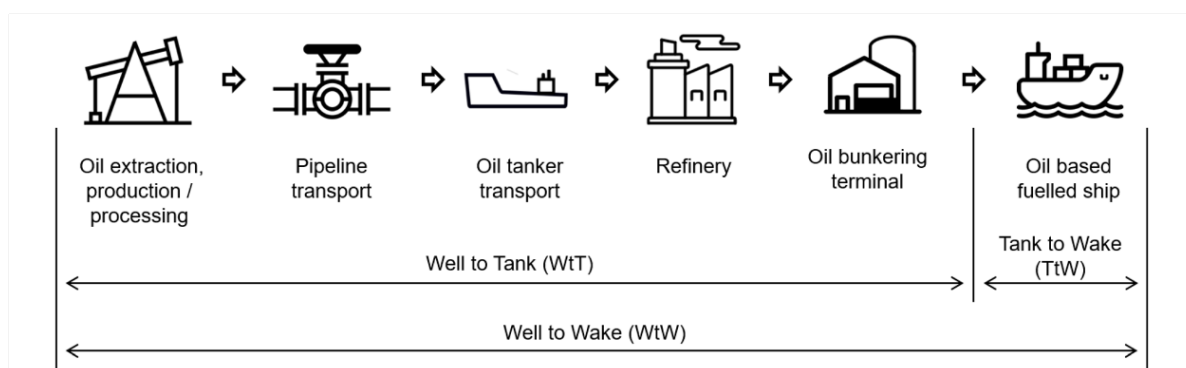 Oil extraction,
production /
processing
Pipeline
transport
Oil tanker
transport
Refinery
Oil bunkering
terminal
Oil based
fuelled ship
Well to Tank (WtT)
Tank to Wake
(TtW)
Well to Wake (WtW)